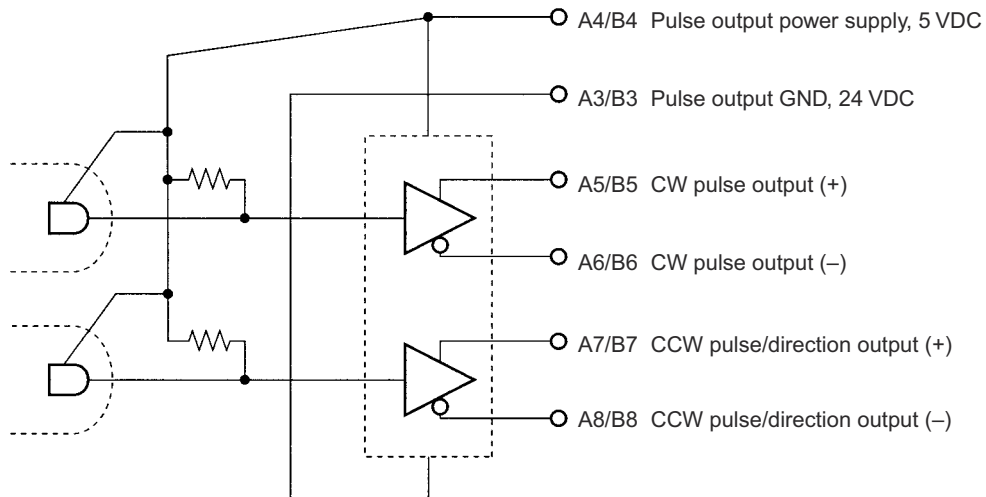 A4/B4 Pulse output power supply, 5 VDC
A3/B3 Pulse output GND, 24 VDC
A5/B5 CW pulse output (+)
A6/B6 CW pulse output (–)
A7/B7 CCW pulse/direction output (+)
A8/B8 CCW pulse/direction output (–)